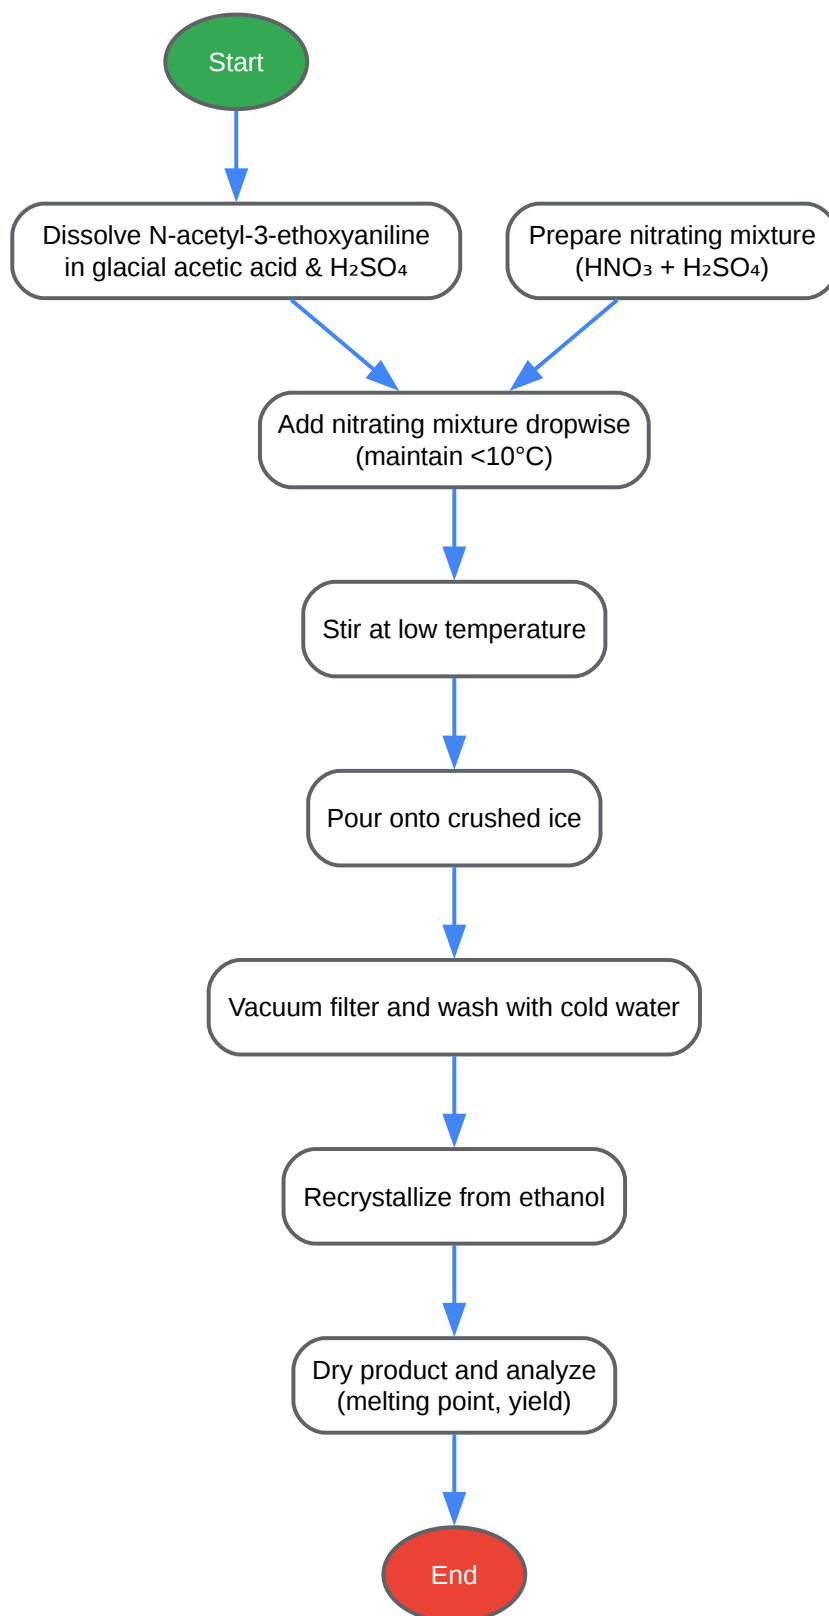 Start
Dissolve N-acetyl-3-ethoxyaniline
in glacial acetic acid & H₂SO₄
Prepare nitrating mixture
(HNO₃ + H₂SO₄)
Add nitrating mixture dropwise
(maintain <10°C)
Stir at low temperature
Pour onto crushed ice
Vacuum filter and wash with cold water
Recrystallize from ethanol
Dry product and analyze
(melting point, yield)
End